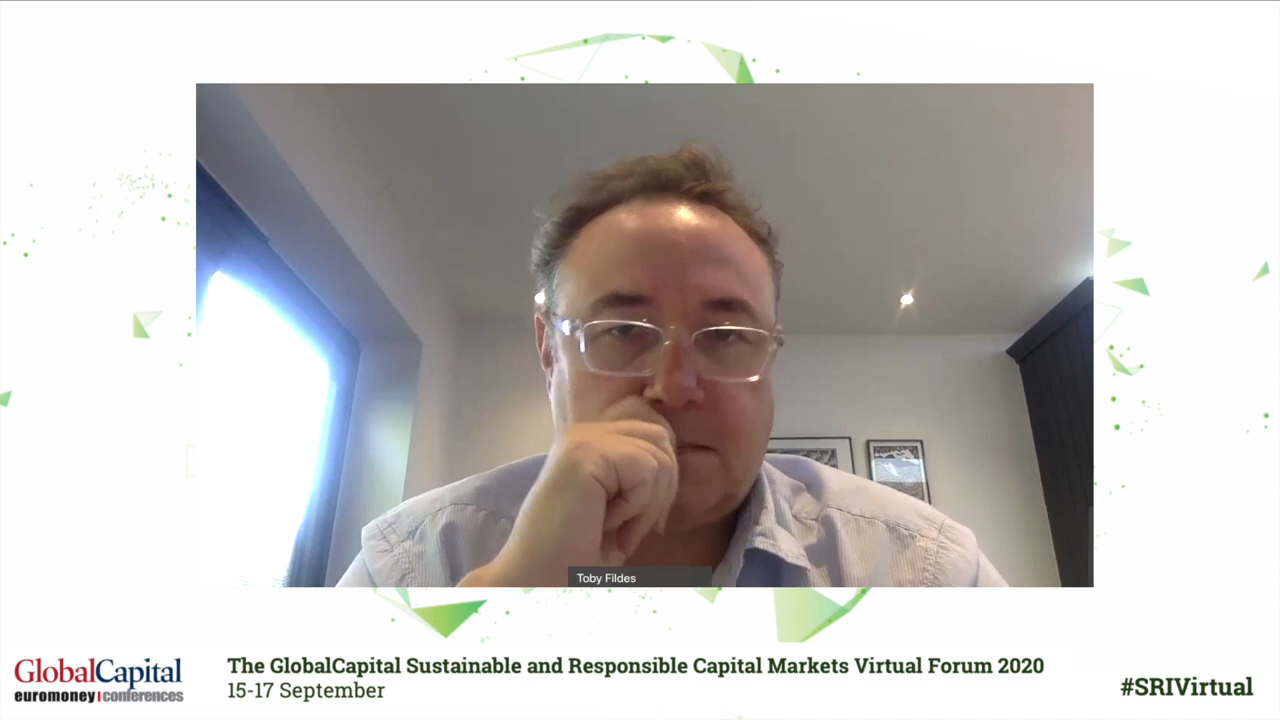 Toby Fildes
GlobalCapital
euromoney conferences
The GlobalCapital Sustainable and Responsible Capital Markets Virtual Forum 2020
15-17 September
#SRIVirtual